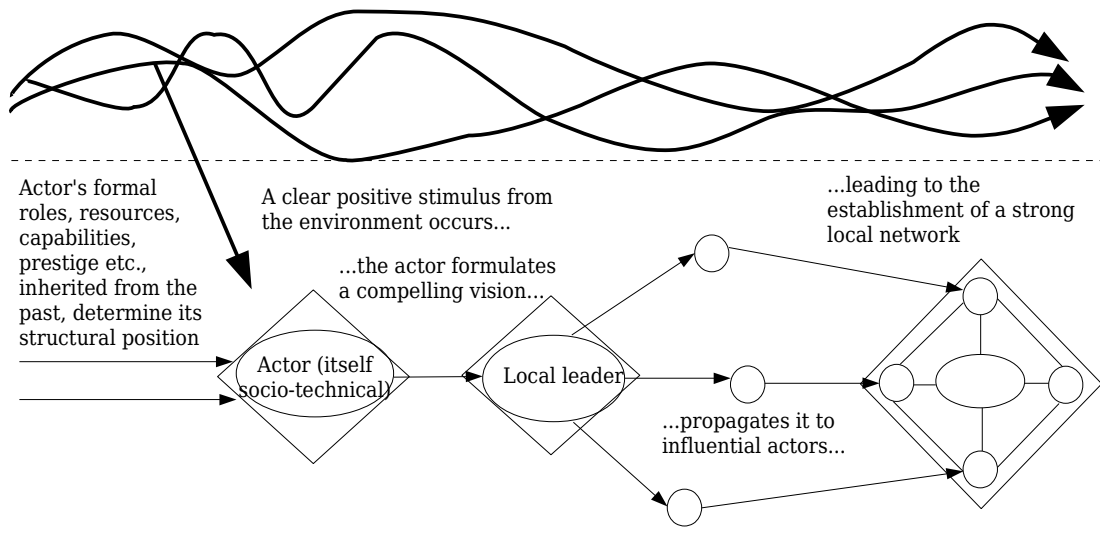 Actor's formal
roles, resources,
capabilities,
prestige etc.,
inherited from the
past, determine its
structural position
A clear positive stimulus from
the environment occurs...
...the actor formulates
a compelling vision...
...leading to the
establishment of a strong
local network
Actor (itself
socio-technical)
Local leader
...propagates it to
influential actors...